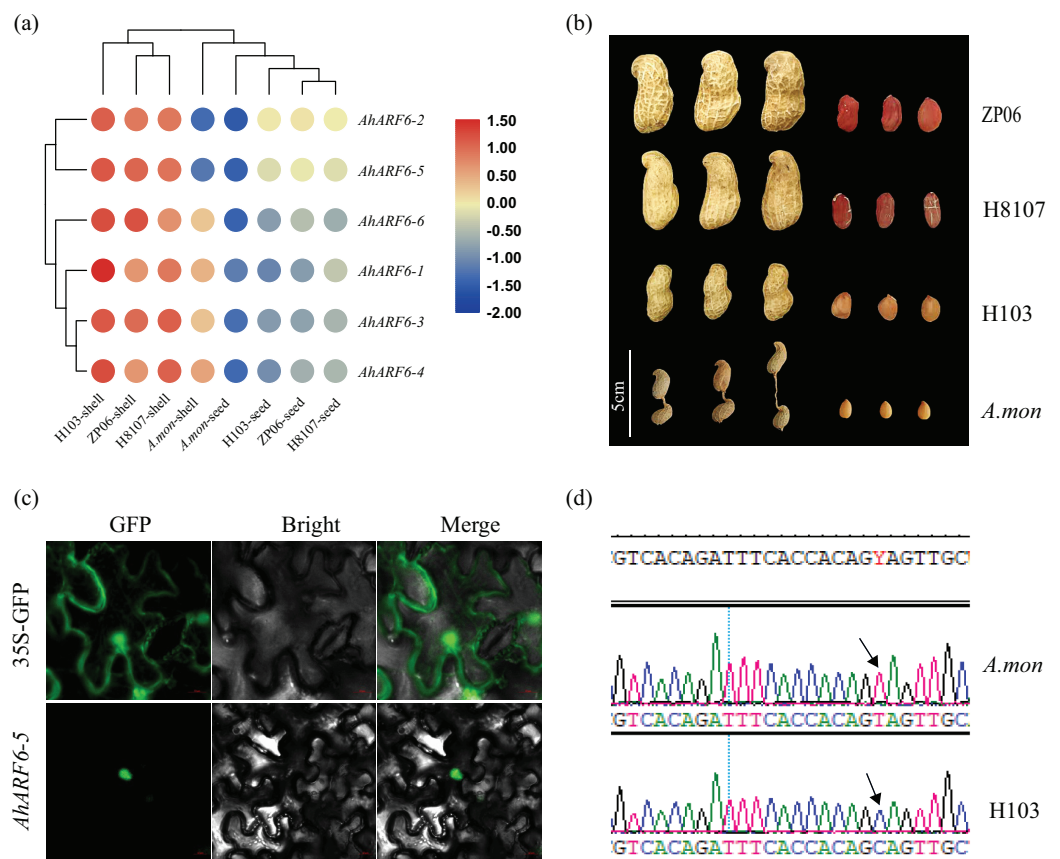 (a)
AhARF6-2
AhARF6-5
AhARF6-6
AhARF6-1
AhARF6-3
AhARF6-4
H103-shell
ZP06-shell
H8107-shell
A.mon-shell
A.mon-seed
H103-seed
ZP06-seed
H8107-seed
1.50
1.00
0.50
0.00
-0.50
-1.00
-1.50
-2.00
(b)
ZP06
H8107
H103
A.mon
5cm
(c)
GFP Bright Merge
35S-GFP
AhARF6-5
(d)
GTCACAGATTTCACCACAGYAGTTGC
A.mon
GTCACAGATTTCACCACAGTAGTTGC
H103
GTCACAGATTTCACCACAGCAGTTGC